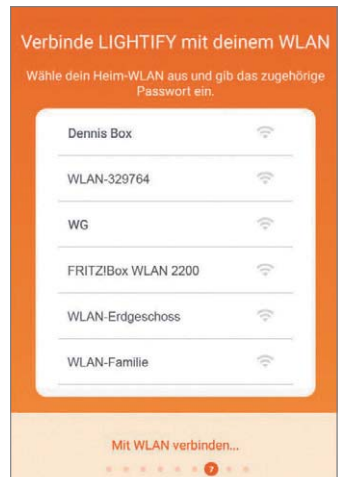 Verbinde LIGHTIFY mit deinem WLAN
Wähle dein Heim-WLAN aus und gib das zugehörige
Passwort ein.
Dennis Box
WLAN-329764
WG
FRITZ!Box WLAN 2200
WLAN-Erdgeschoss
WLAN-Familie
Mit WLAN verbinden...
7